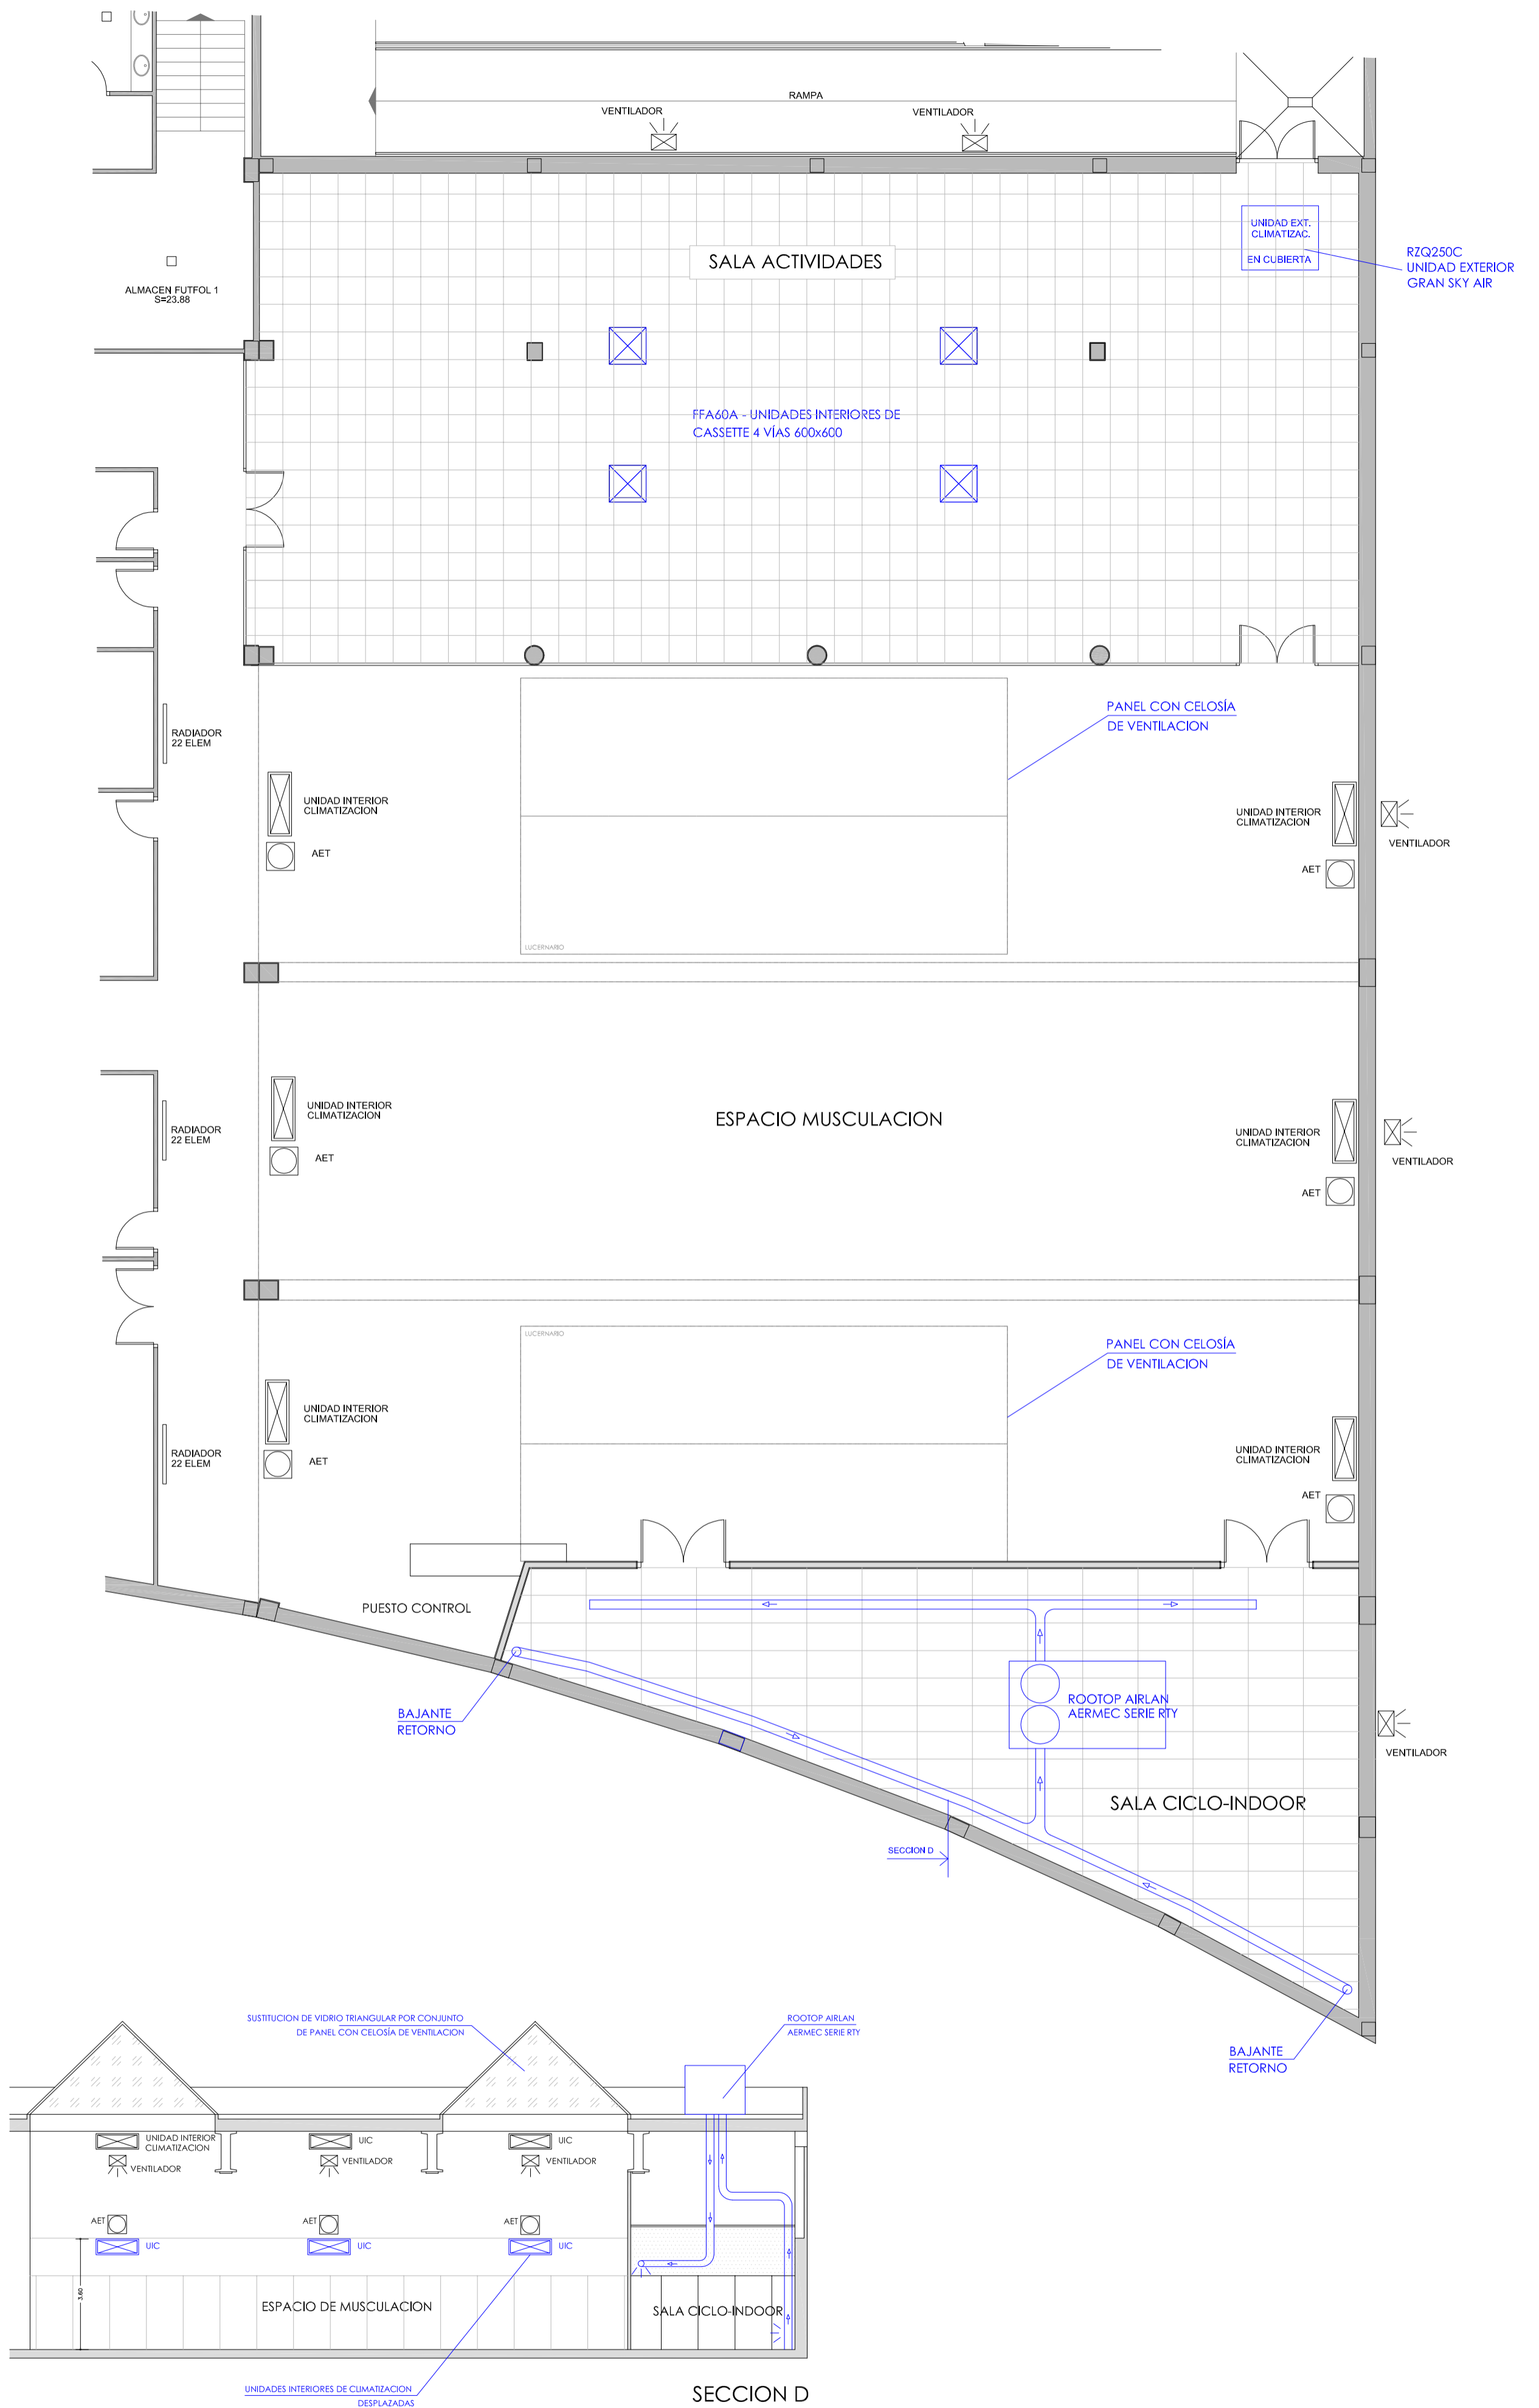 RAMPA
VENTILADOR
VENTILADOR
UNIDAD EXT.
CLIMATIZAC.
EN CUBIERTA
RZQ250C
UNIDAD EXTERIOR
GRAN SKY AIR
SALA ACTIVIDADES
ALMACEN FUTFOL 1
S=23.88
FFA60A - UNIDADES INTERIORES DE
CASSETTE 4 VÍAS 600x600
PANEL CON CELOSÍA
DE VENTILACION
RADIADOR
22 ELEM
UNIDAD INTERIOR
CLIMATIZACION
AET
UNIDAD INTERIOR
CLIMATIZACION
VENTILADOR
AET
LUCERNARIO
UNIDAD INTERIOR
CLIMATIZACION
AET
ESPACIO MUSCULACION
RADIADOR
22 ELEM
UNIDAD INTERIOR
CLIMATIZACION
VENTILADOR
AET
LUCERNARIO
PANEL CON CELOSÍA
DE VENTILACION
UNIDAD INTERIOR
CLIMATIZACION
AET
RADIADOR
22 ELEM
UNIDAD INTERIOR
CLIMATIZACION
AET
PUESTO CONTROL
BAJANTE
RETORNO
ROOTOP AIRLAN
AERMEC SERIE RTY
VENTILADOR
SALA CICLO-INDOOR
SECCION D
BAJANTE
RETORNO
SUSTITUCION DE VIDRIO TRIANGULAR POR CONJUNTO
DE PANEL CON CELOSÍA DE VENTILACION
ROOTOP AIRLAN
AERMEC SERIE RTY
UNIDAD INTERIOR
CLIMATIZACION
VENTILADOR
UIC
VENTILADOR
UIC
VENTILADOR
AET
UIC
AET
UIC
AET
UIC
3.60
ESPACIO DE MUSCULACION
SALA CICLO-INDOOR
UNIDADES INTERIORES DE CLIMATIZACION
DESPLAZADAS
SECCION D